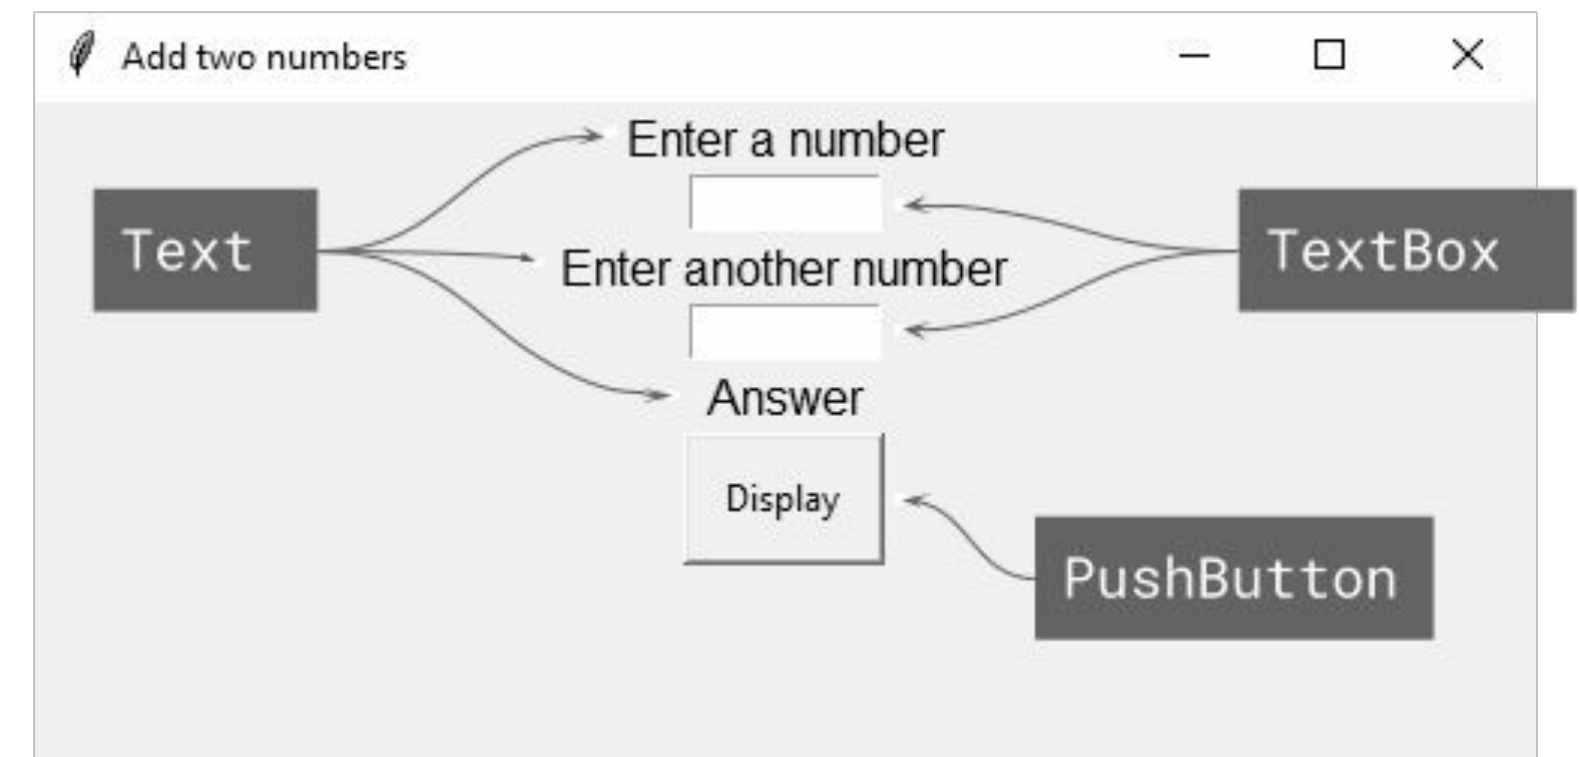 Add two numbers
Enter a number
Text
TextBox
Enter another number
Answer
Display
PushButton